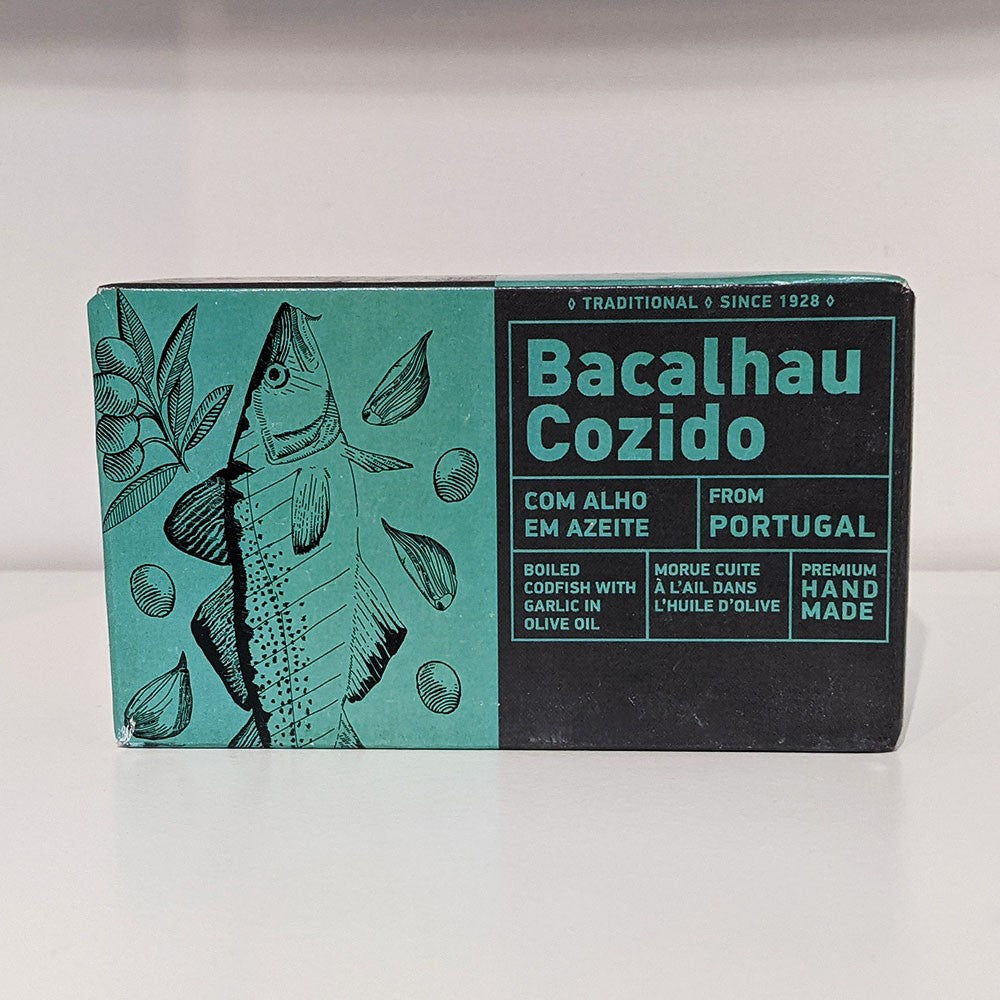 ◊ TRADITIONAL ◊ SINCE 1928 ◊
Bacalhau
Cozido
COM ALHO
EM AZEITE
FROM
PORTUGAL
BOILED
CODFISH WITH
GARLIC IN
OLIVE OIL
MORUE CUITE
À L'AIL DANS
L'HUILE D'OLIVE
PREMIUM
HAND
MADE